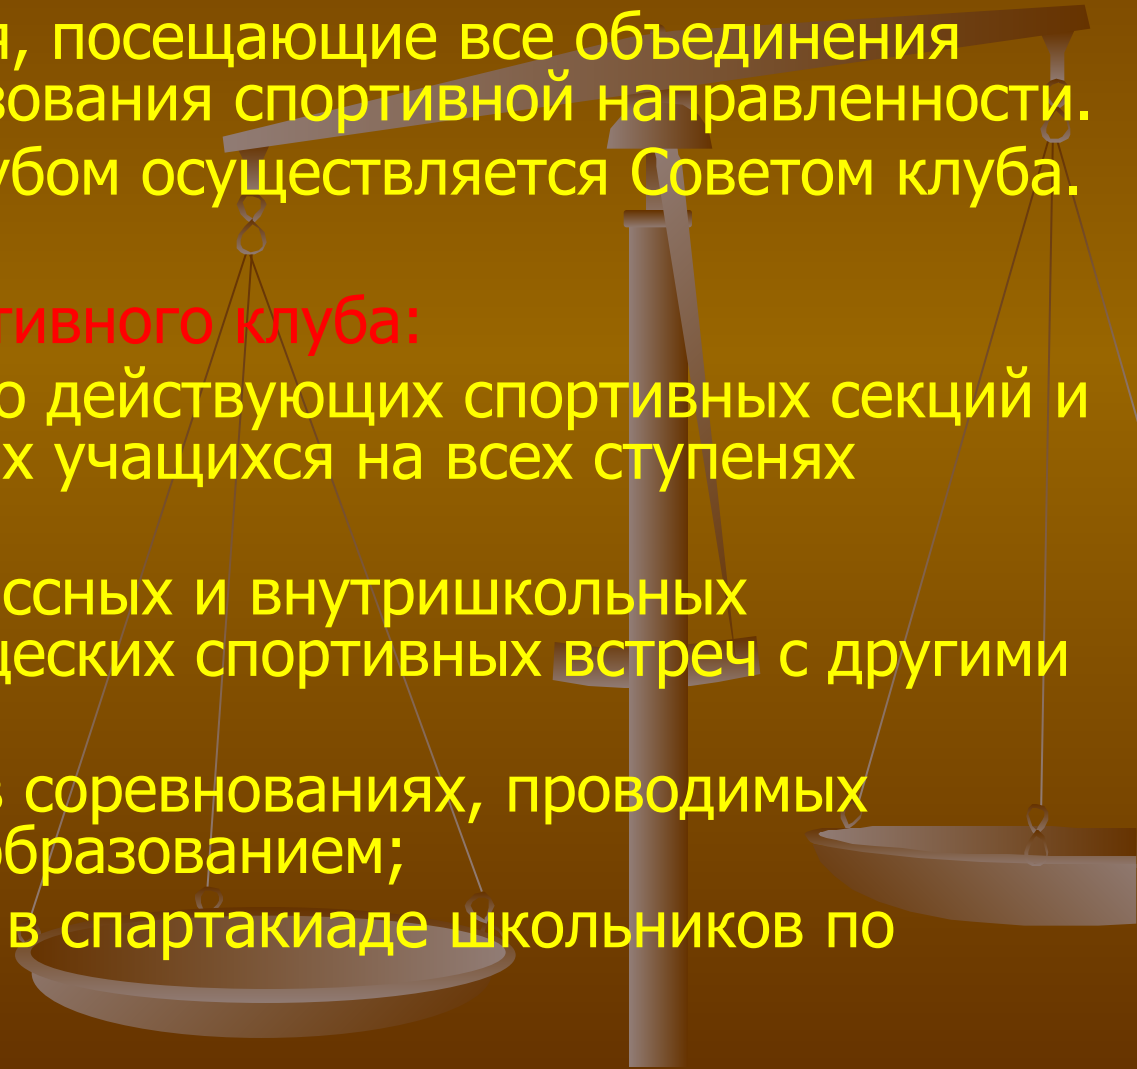 я, посещающие все объединения
зования спортивной направленности.
убом осуществляется Советом клуба.
тивного клуба:
о действующих спортивных секций и
х учащихся на всех ступенях
ссных и внутришкольных
ческих спортивных встреч с другими
в соревнованиях, проводимых
образованием;
в спартакиаде школьников по